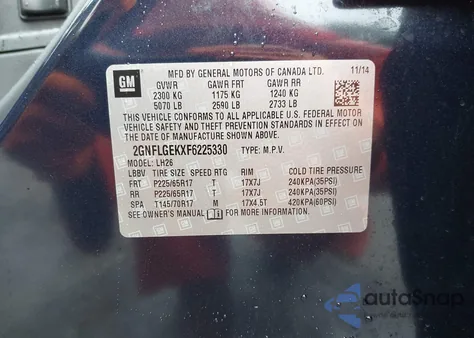 GM
MFD BY GENERAL MOTORS OF CANADA LTD. 11/14
GVWR GAWR FRT GAWR RR
2300 KG 1175 KG 1240 KG
5070 LB 2590 LB 2733 LB
THIS VEHICLE CONFORMS TO ALL APPLICABLE U.S. FEDERAL MOTOR
VEHICLE SAFETY AND THEFT PREVENTION STANDARDS IN EFFECT ON
THE DATE OF MANUFACTURE SHOWN ABOVE.
2GNFLGEKXF6225330 TYPE: M.P.V.
MODEL: LH26
LBBV TIRE SIZE SPEED RTG RIM COLD TIRE PRESSURE
FRT P225/65R17 T 17X7J 240KPA(35PSI)
RR P225/65R17 T 17X7J 240KPA(35PSI)
SPA T145/70R17 M 17X4.5T 420KPA(60PSI)
SEE OWNER'S MANUAL FOR MORE INFORMATION
autoSnap